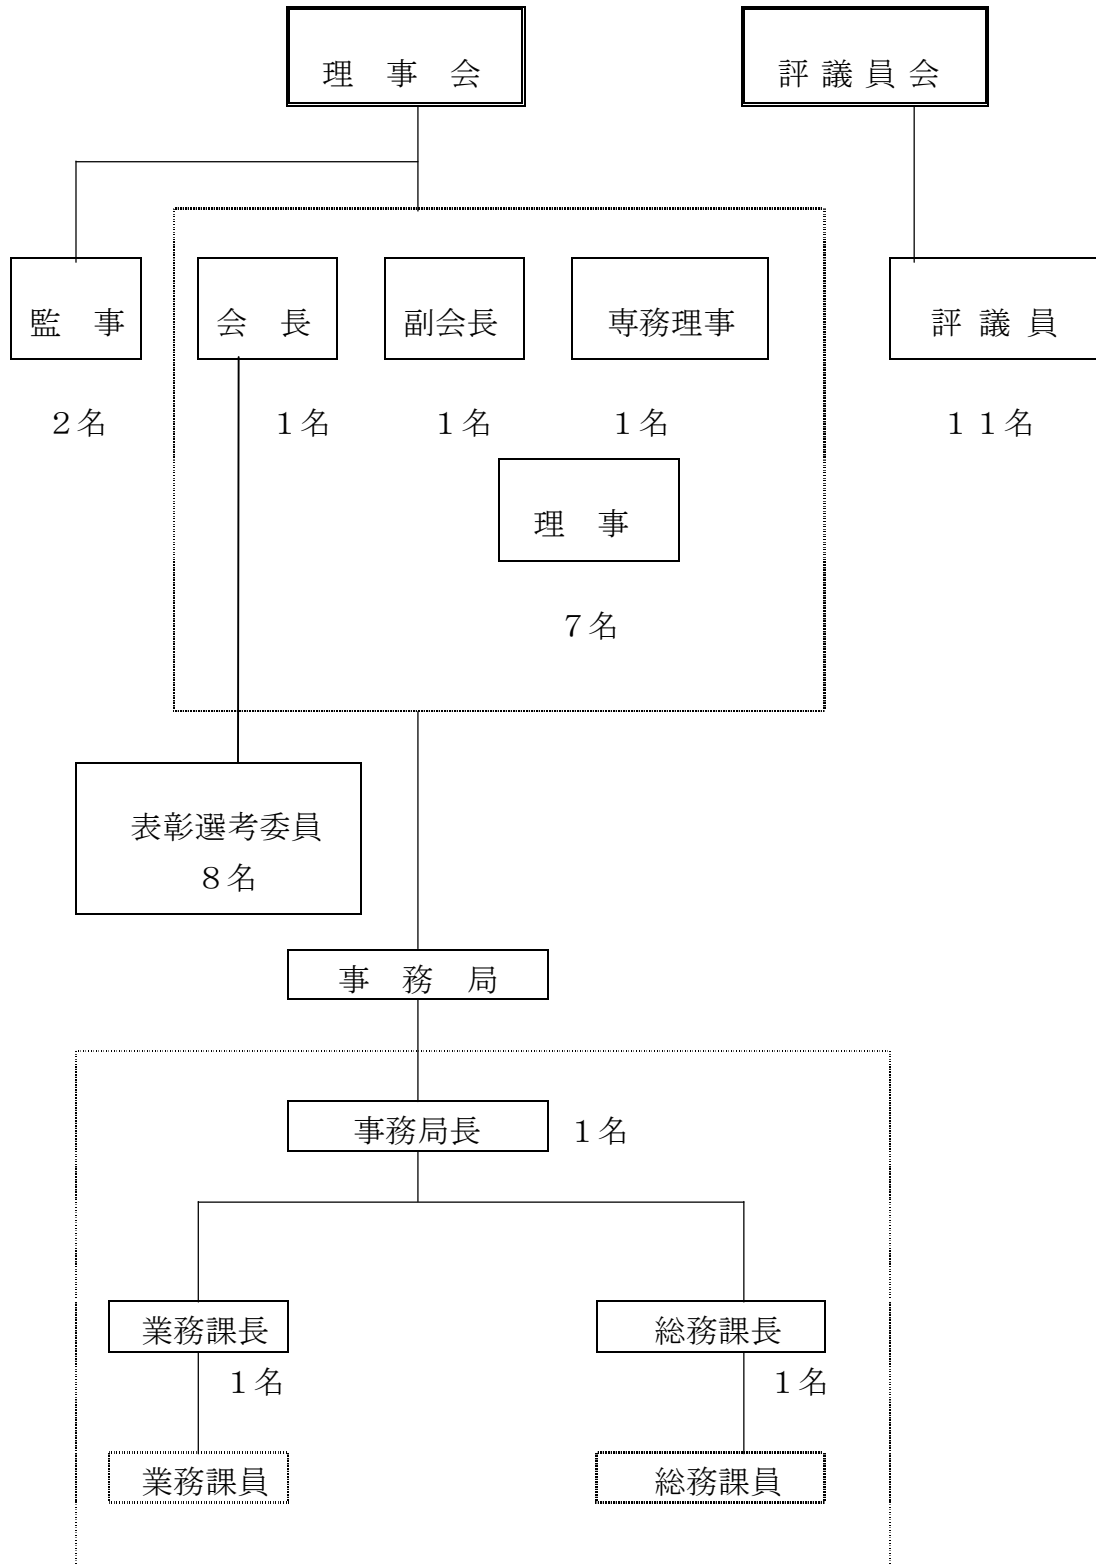 理　事　会
評 議 員 会
監　事
会　長
副会長
専務理事
評 議 員
２名
１名
１名
１名
１１名
理　事
７名
表彰選考委員
８名
事　務　局
事務局長
１名
業務課長
総務課長
１名
１名
業務課員
総務課員